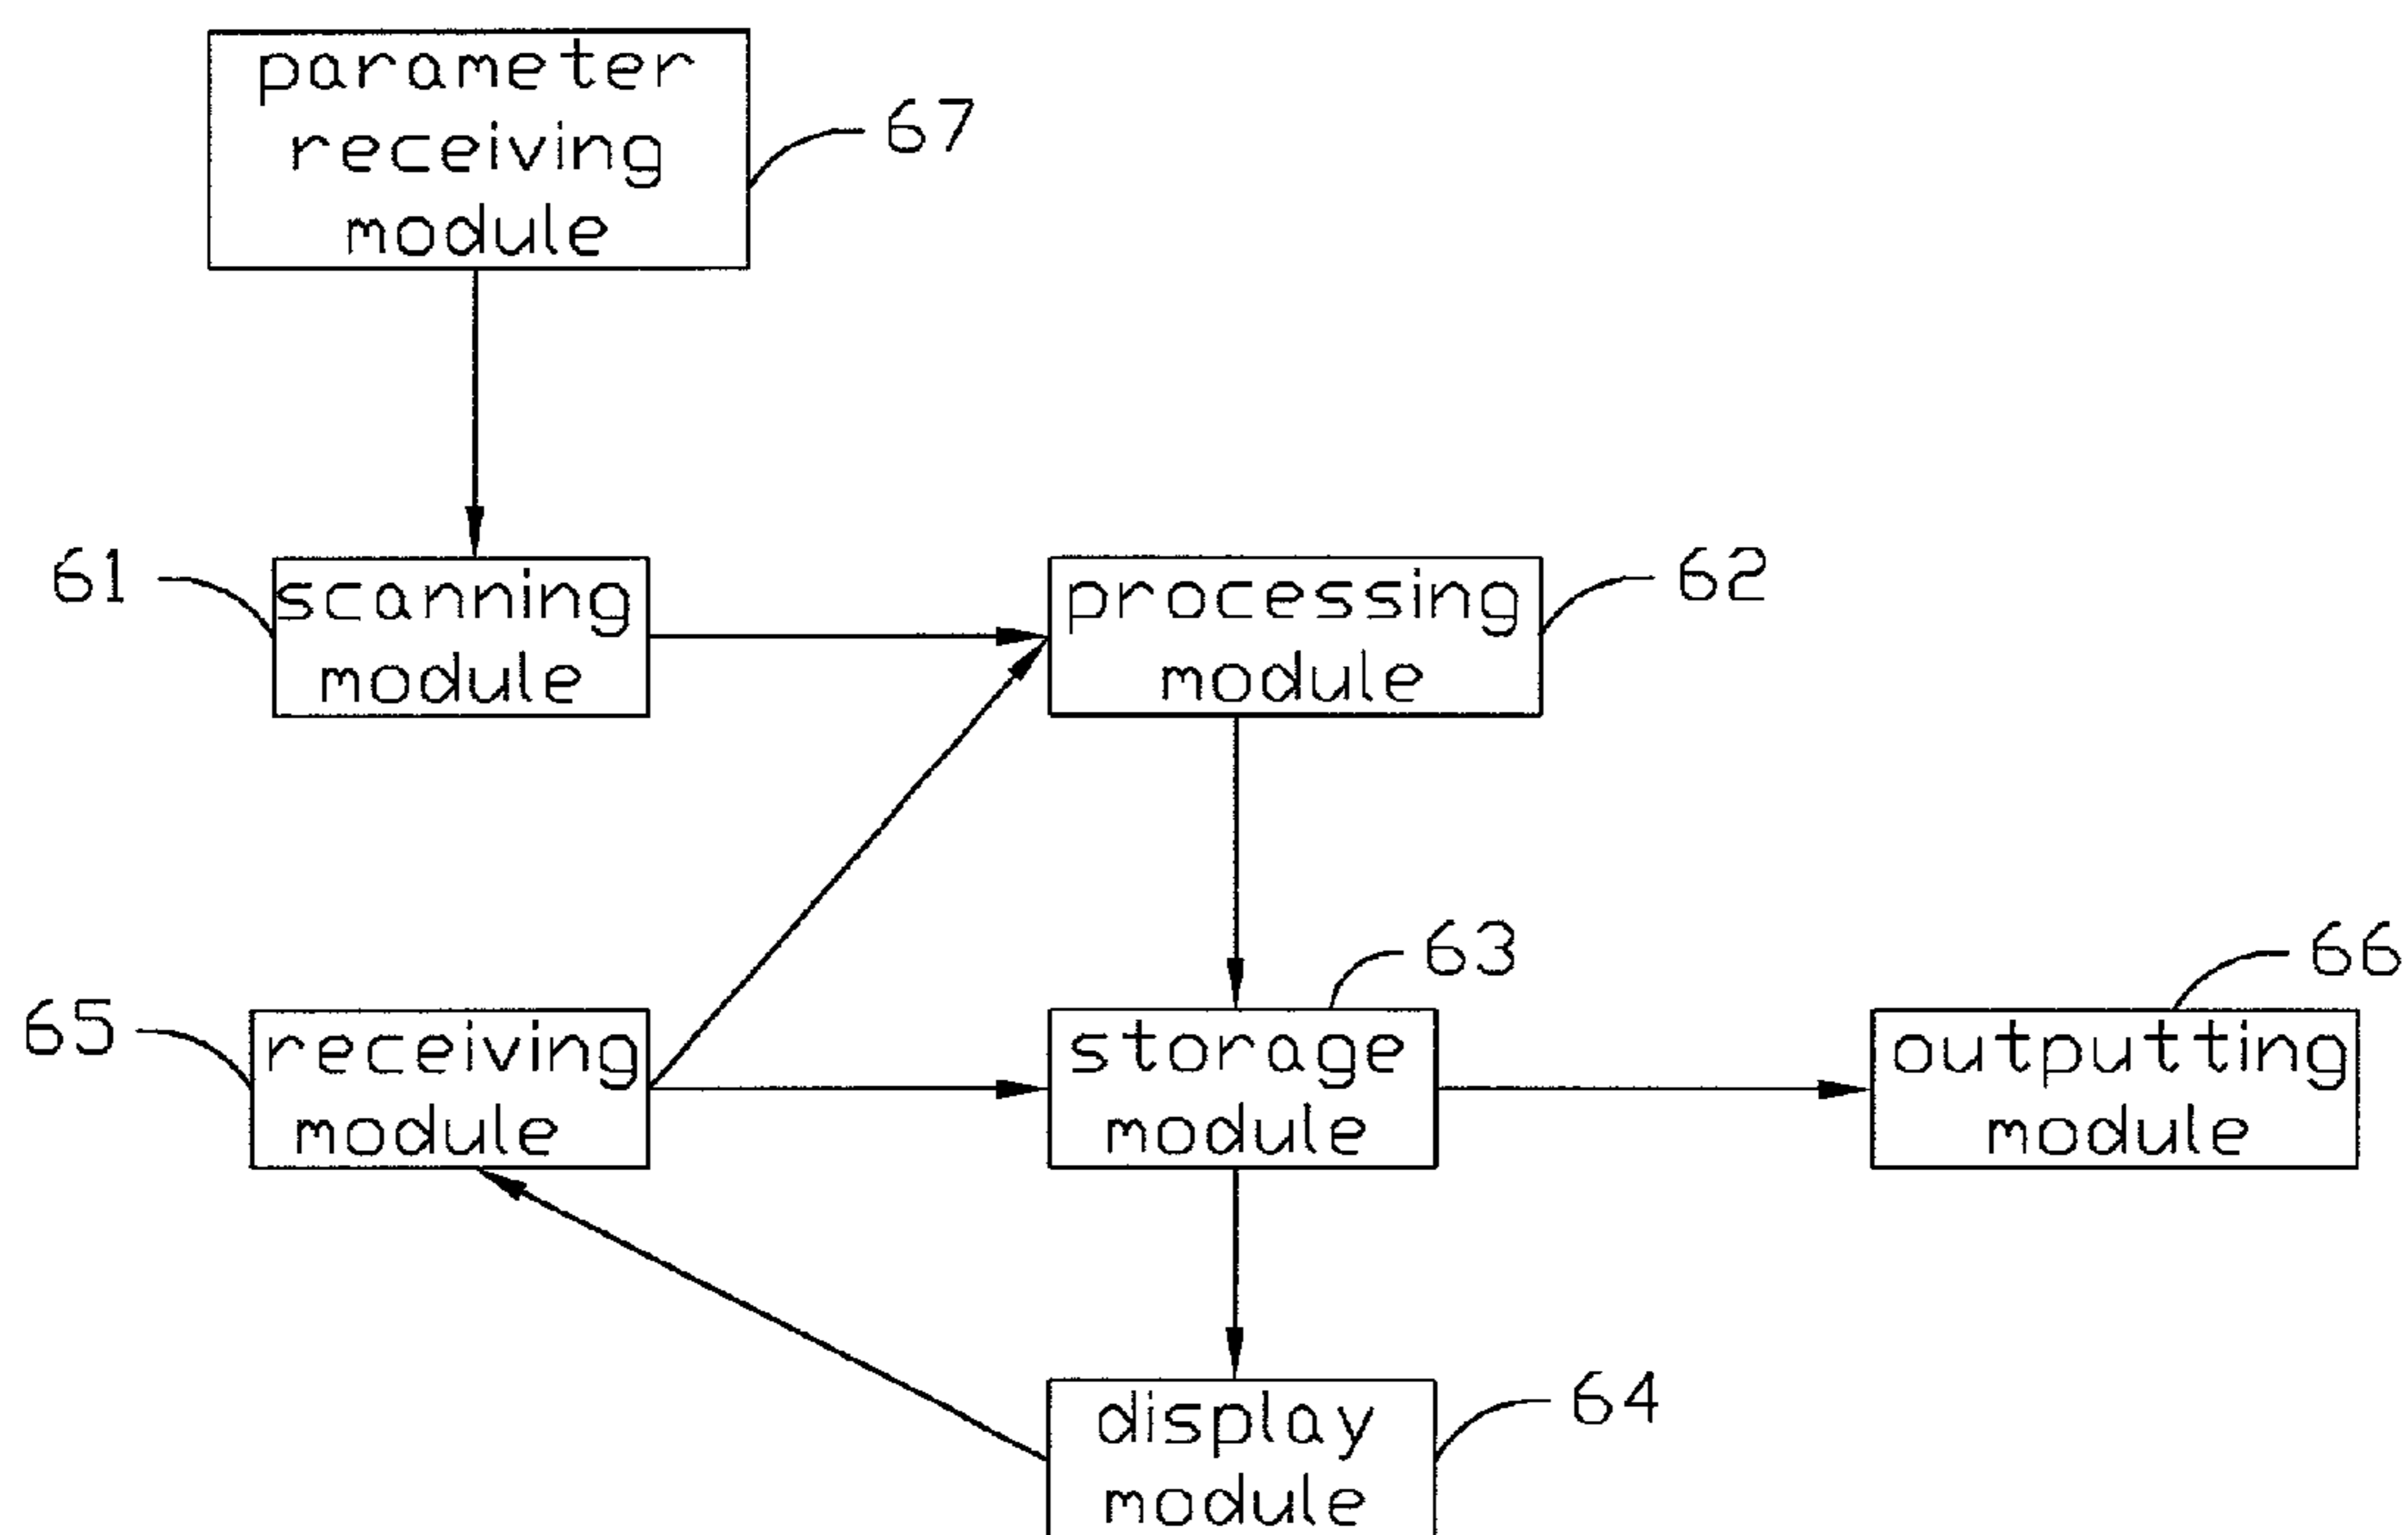 parameter
receiving
module
67
61
scanning
module
processing
module
62
63
66
65
receiving
module
storage
module
outputting
module
display
module
64